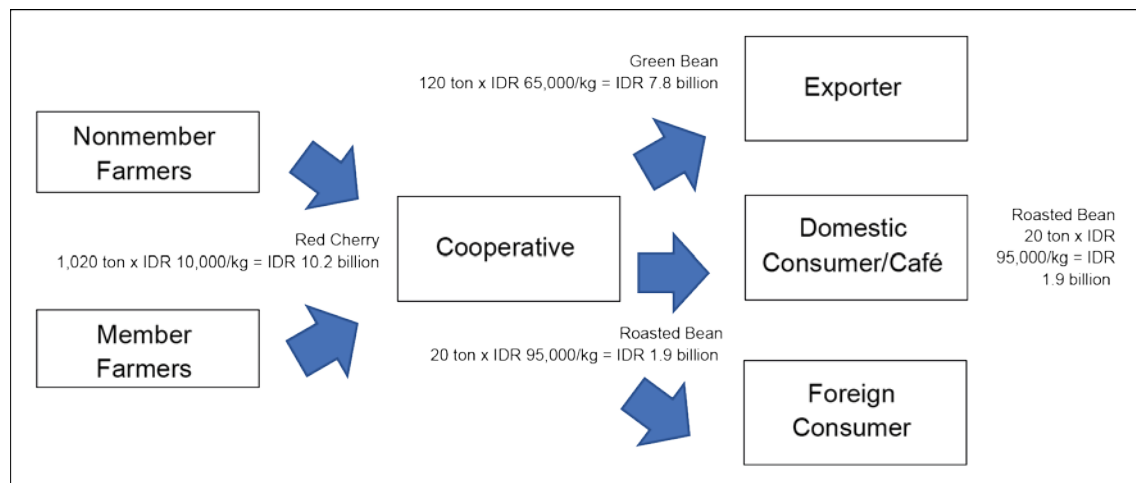 Nonmember
Farmers
Red Cherry
1,020 ton x IDR 10,000/kg = IDR 10.2 billion
Member
Farmers
Cooperative
Green Bean
120 ton x IDR 65,000/kg = IDR 7.8 billion
Roasted Bean
20 ton x IDR 95,000/kg = IDR 1.9 billion
Exporter
Domestic
Consumer/Café
Foreign
Consumer
Roasted Bean
20 ton x IDR
95,000/kg = IDR
1.9 billion